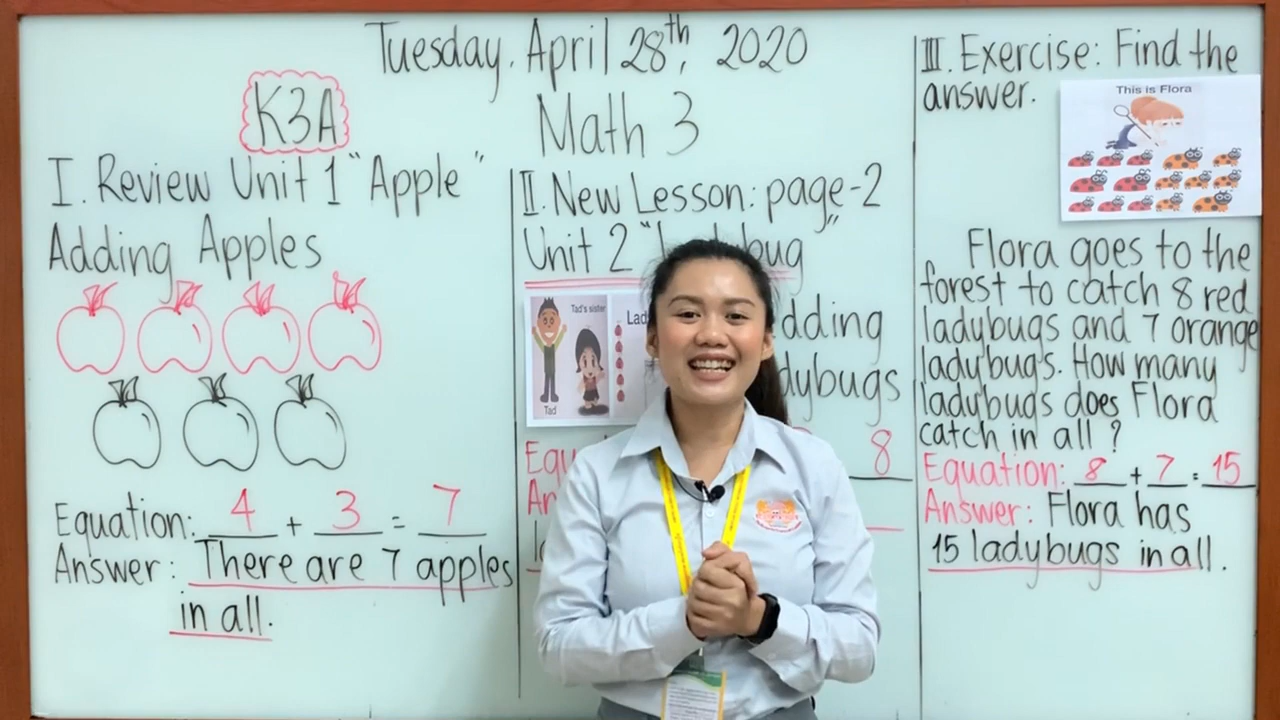 Tuesday, April 28th, 2020
K3A
Math 3
I. Review Unit 1 "Apple"
Adding Apples
Equation: 4 + 3 = 7
Answer: There are 7 apples
in all.
II. New Lesson: page-2
Unit 2
Tad's sister
Tad
8
III. Exercise: Find the
answer.
This is Flora
Flora goes to the
forest to catch 8 red
ladybugs and 7 orange
ladybugs. How many
ladybugs does Flora
catch in all?
Equation: 8 + 7 = 15
Answer: Flora has
15 ladybugs in all.